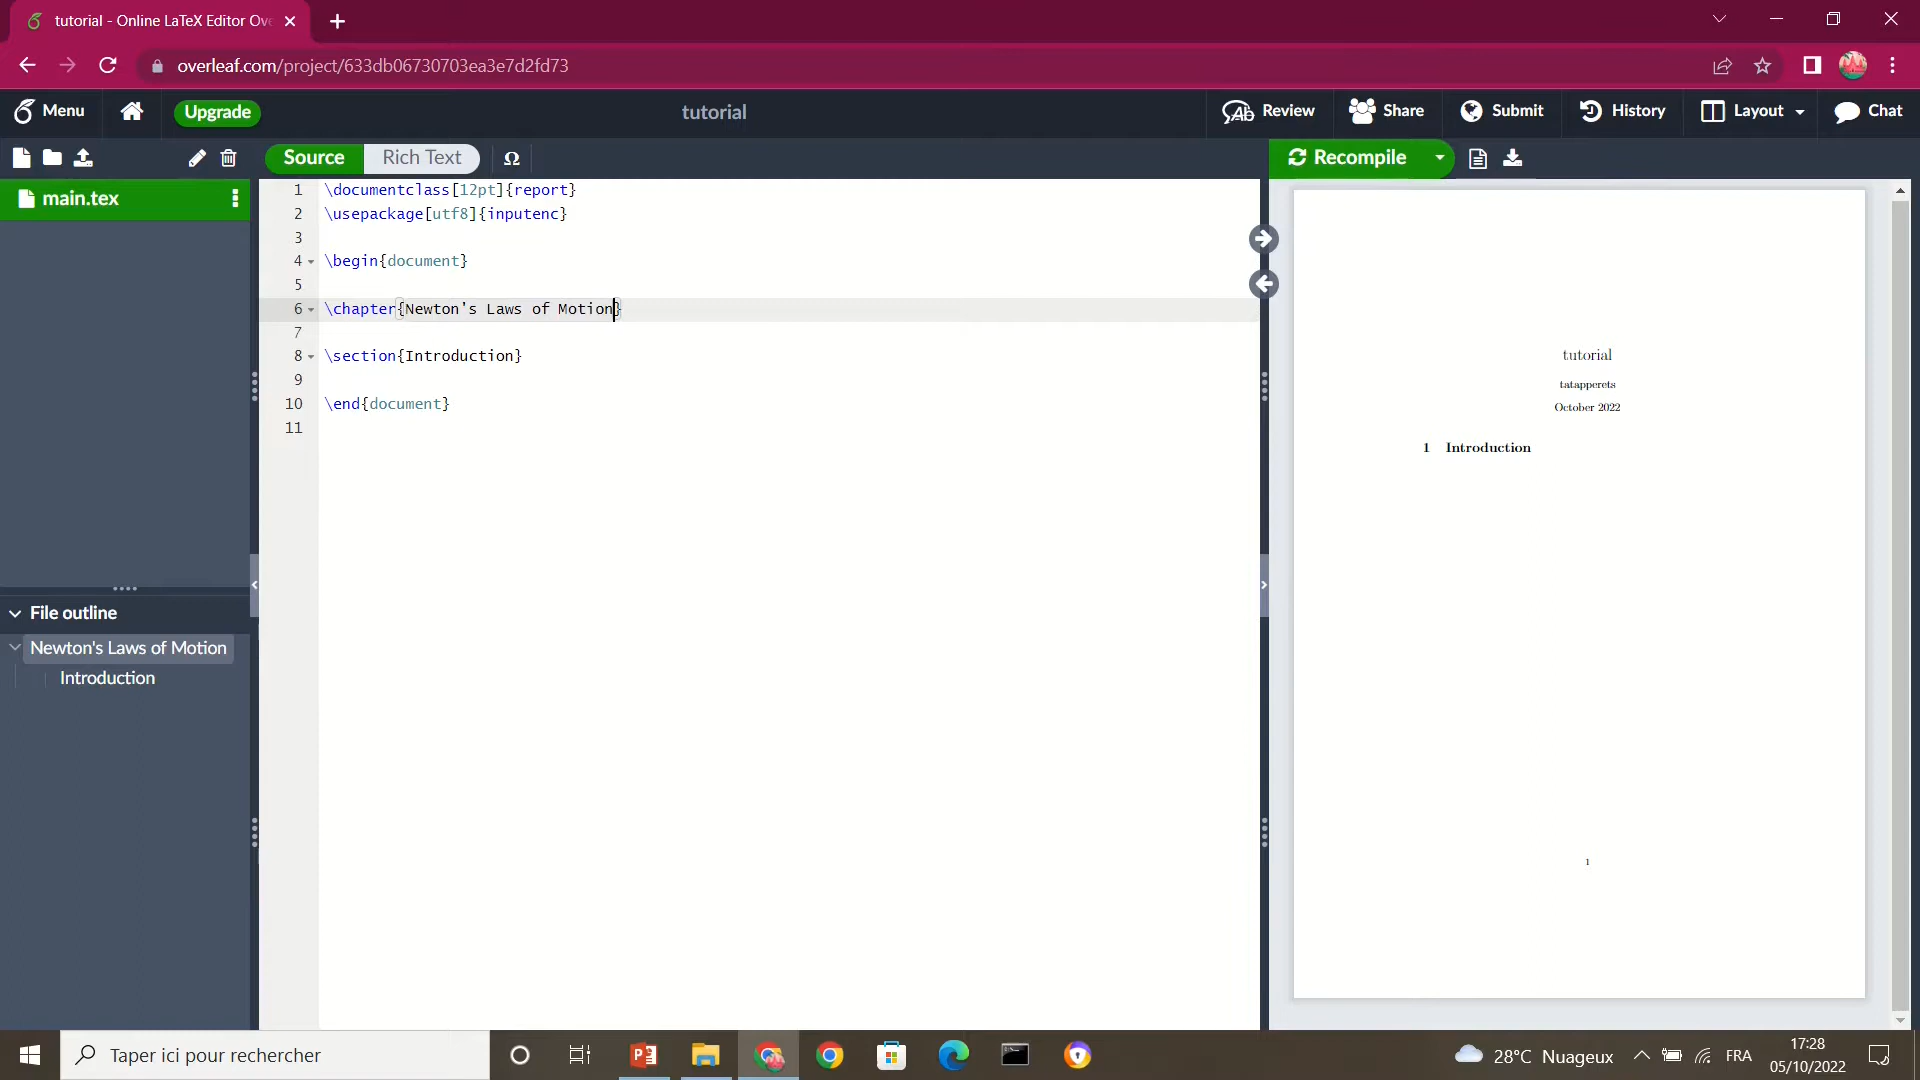 tutorial - Online LaTeX Editor Ove
overleaf.com/project/633db06730703ea3e7d2fd73
Menu
Upgrade
tutorial
Review
Share
Submit
History
Layout
Chat
Source
Rich Text
Ω
Recompile
main.tex
1 \documentclass[12pt]{report}
2 \usepackage[utf8]{inputenc}
3
4 \begin{document}
5
6 \chapter{Newton's Laws of Motion}
7
8 \section{Introduction}
9
10 \end{document}
11
File outline
Newton's Laws of Motion
Introduction
tutorial
tatapperets
October 2022
1 Introduction
1
Taper ici pour rechercher
28°C Nuageux
FRA
17:28
05/10/2022